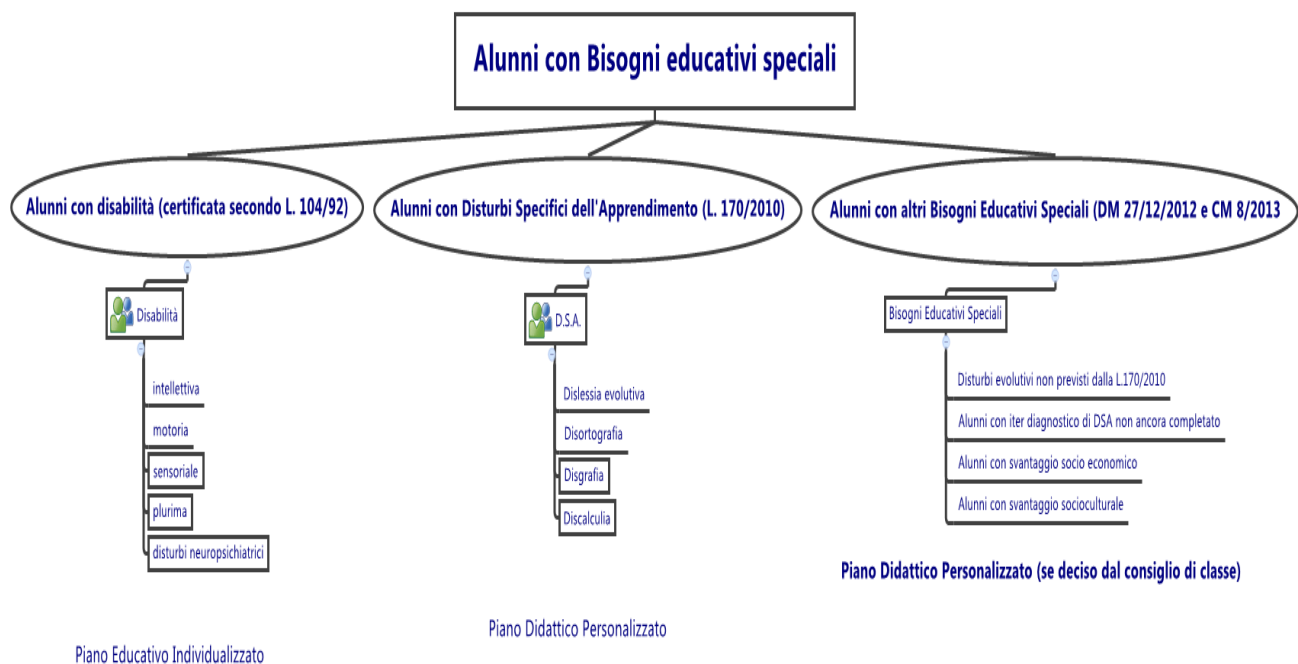 Alunni con Bisogni educativi speciali
Alunni con disabilità (certificata secondo L. 104/92)
Disabilità
intellettiva
motoria
sensoriale
plurima
disturbi neuropsichiatrici
Piano Educativo Individualizzato
Alunni con Disturbi Specifici dell'Apprendimento (L. 170/2010)
D.S.A.
Dislessia evolutiva
Disortografia
Disgrafia
Discalculia
Piano Didattico Personalizzato
Alunni con altri Bisogni Educativi Speciali (DM 27/12/2012 e CM 8/2013
Bisogni Educativi Speciali
Disturbi evolutivi non previsti dalla L.170/2010
Alunni con iter diagnostico di DSA non ancora completato
Alunni con svantaggio socio economico
Alunni con svantaggio socioculturale
Piano Didattico Personalizzato (se deciso dal consiglio di classe)